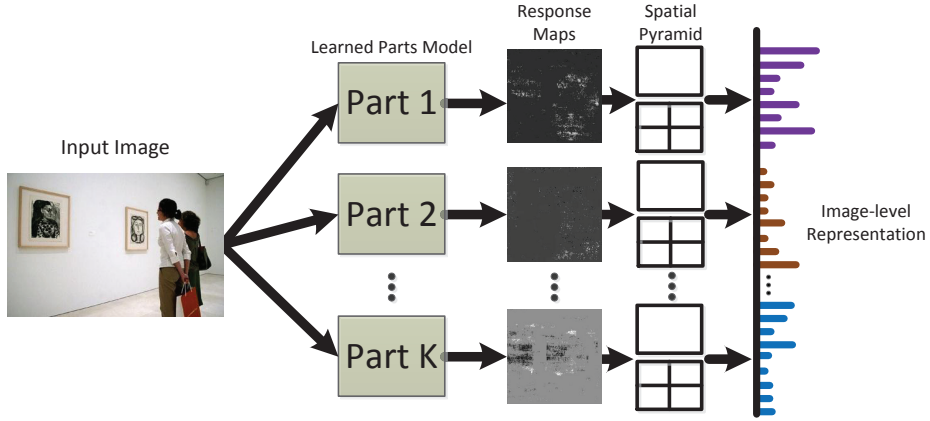 Response
Maps
Spatial
Pyramid
Learned Parts Model
Part 1
Input Image
Part 2
Image-level
Representation
Part K